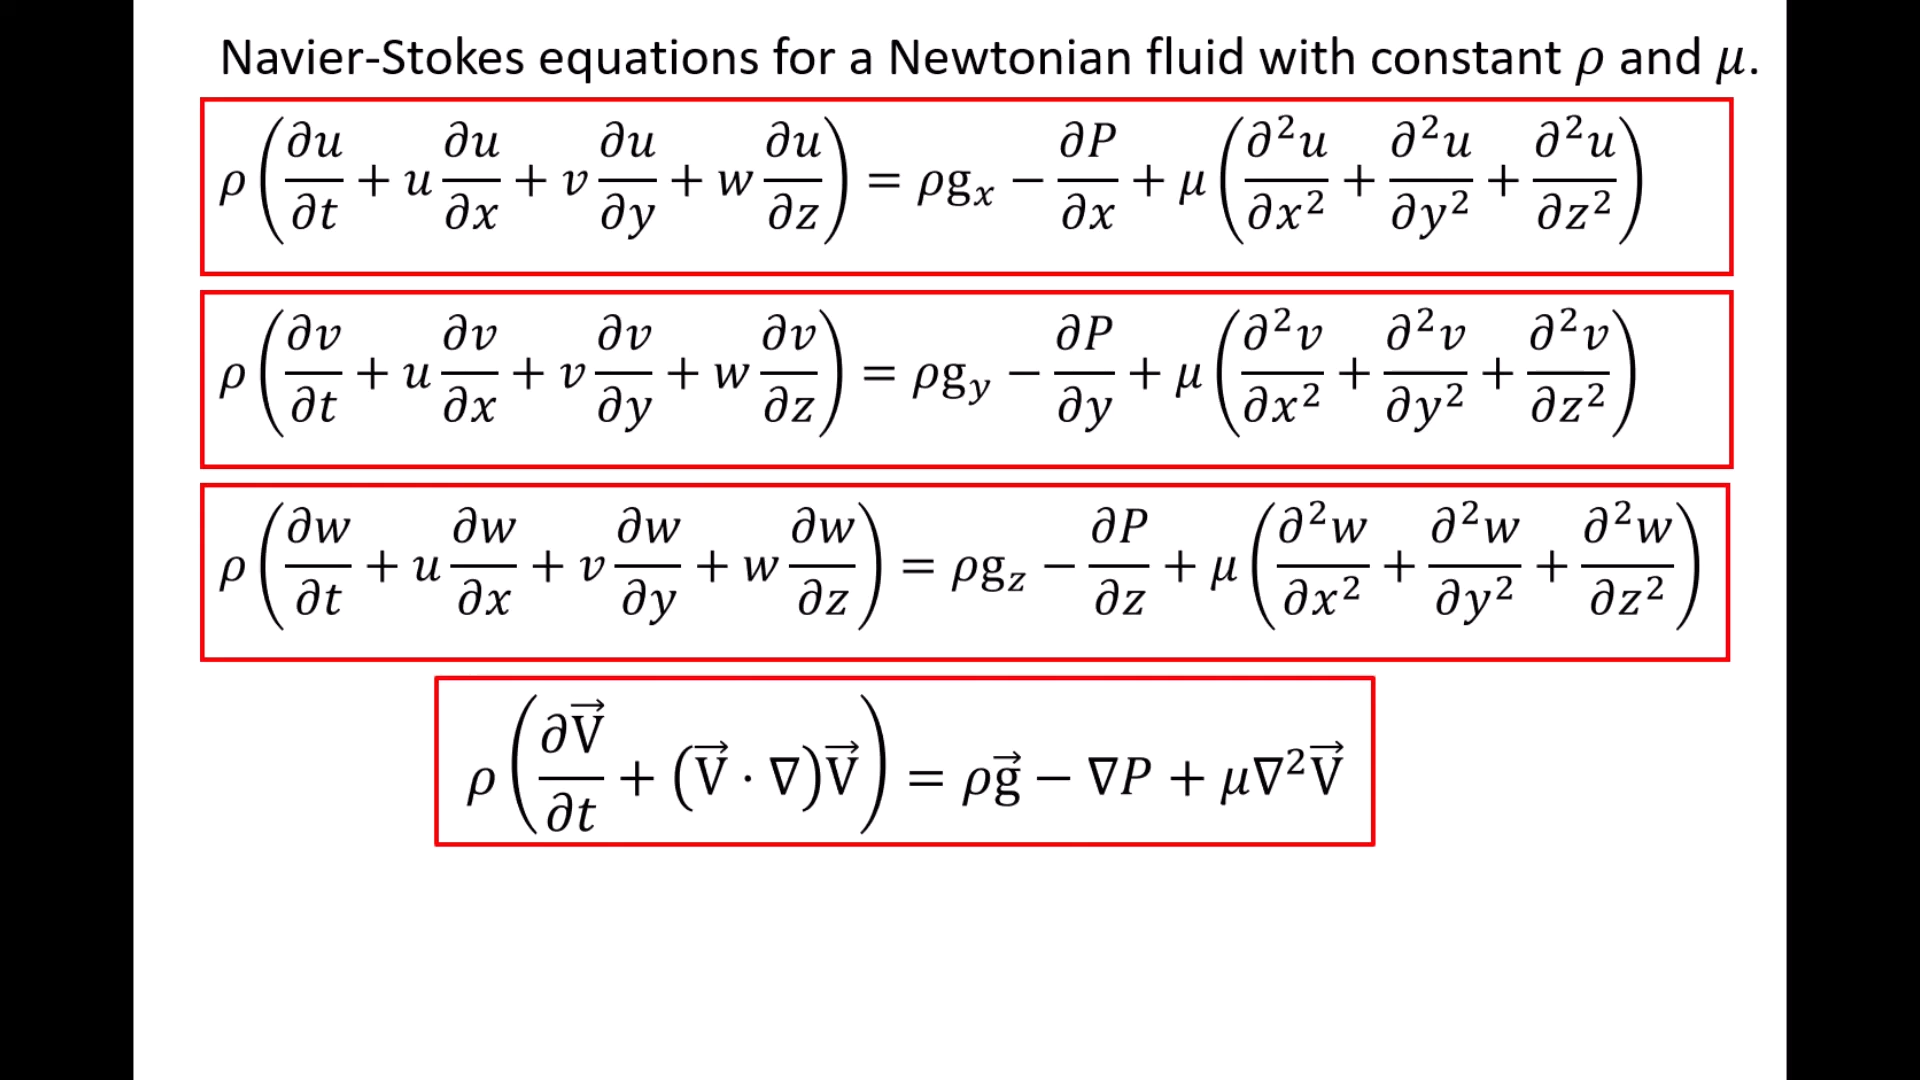 Navier-Stokes equations for a Newtonian fluid with constant ρ and μ.
ρ(∂u/∂t + u ∂u/∂x + v ∂u/∂y + w ∂u/∂z) = ρgₓ − ∂P/∂x + μ(∂²u/∂x² + ∂²u/∂y² + ∂²u/∂z²)
ρ(∂v/∂t + u ∂v/∂x + v ∂v/∂y + w ∂v/∂z) = ρg_y − ∂P/∂y + μ(∂²v/∂x² + ∂²v/∂y² + ∂²v/∂z²)
ρ(∂w/∂t + u ∂w/∂x + v ∂w/∂y + w ∂w/∂z) = ρg_z − ∂P/∂z + μ(∂²w/∂x² + ∂²w/∂y² + ∂²w/∂z²)
ρ(∂V⃗/∂t + (V⃗ · ∇)V⃗) = ρg⃗ − ∇P + μ∇²V⃗